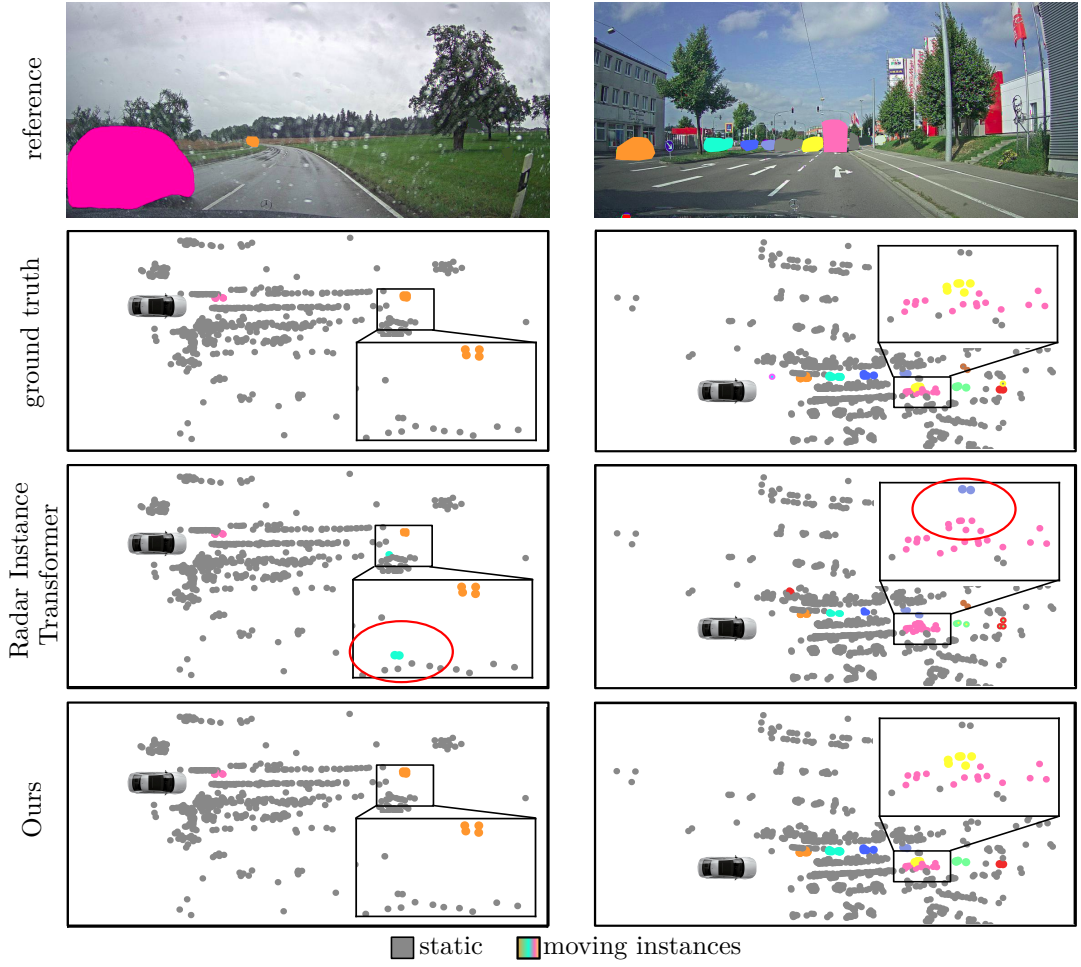 reference
ground truth
Radar Instance
Transformer
Ours
static
moving instances